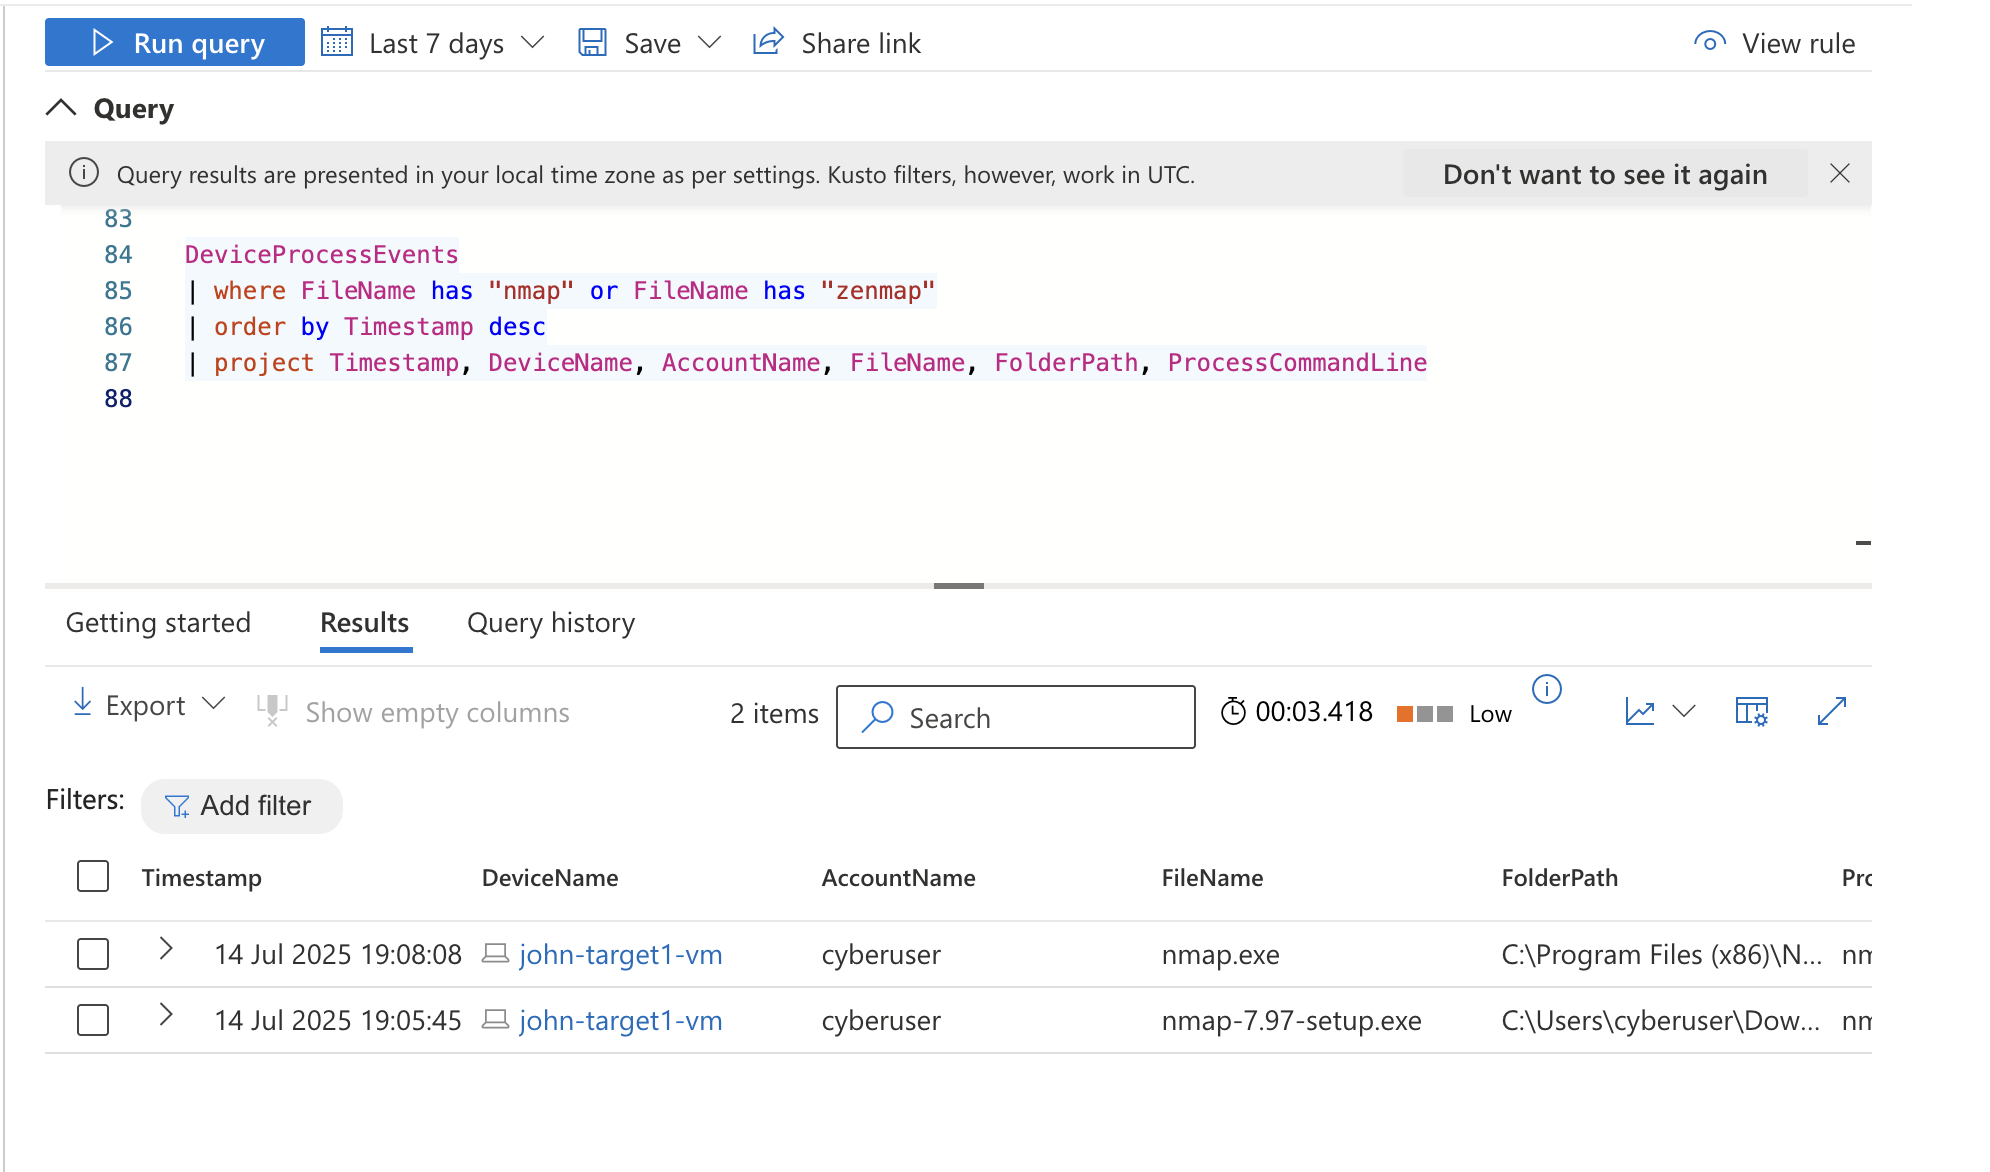 Run query Last 7 days Save Share link View rule
Query
Query results are presented in your local time zone as per settings. Kusto filters, however, work in UTC. Don't want to see it again
83
84 DeviceProcessEvents
85 | where FileName has "nmap" or FileName has "zenmap"
86 | order by Timestamp desc
87 | project Timestamp, DeviceName, AccountName, FileName, FolderPath, ProcessCommandLine
88
Getting started Results Query history
Export Show empty columns 2 items Search 00:03.418 Low
Filters: Add filter
Timestamp DeviceName AccountName FileName FolderPath Prc
14 Jul 2025 19:08:08 john-target1-vm cyberuser nmap.exe C:\Program Files (x86)\N... nm
14 Jul 2025 19:05:45 john-target1-vm cyberuser nmap-7.97-setup.exe C:\Users\cyberuser\Dow... nm